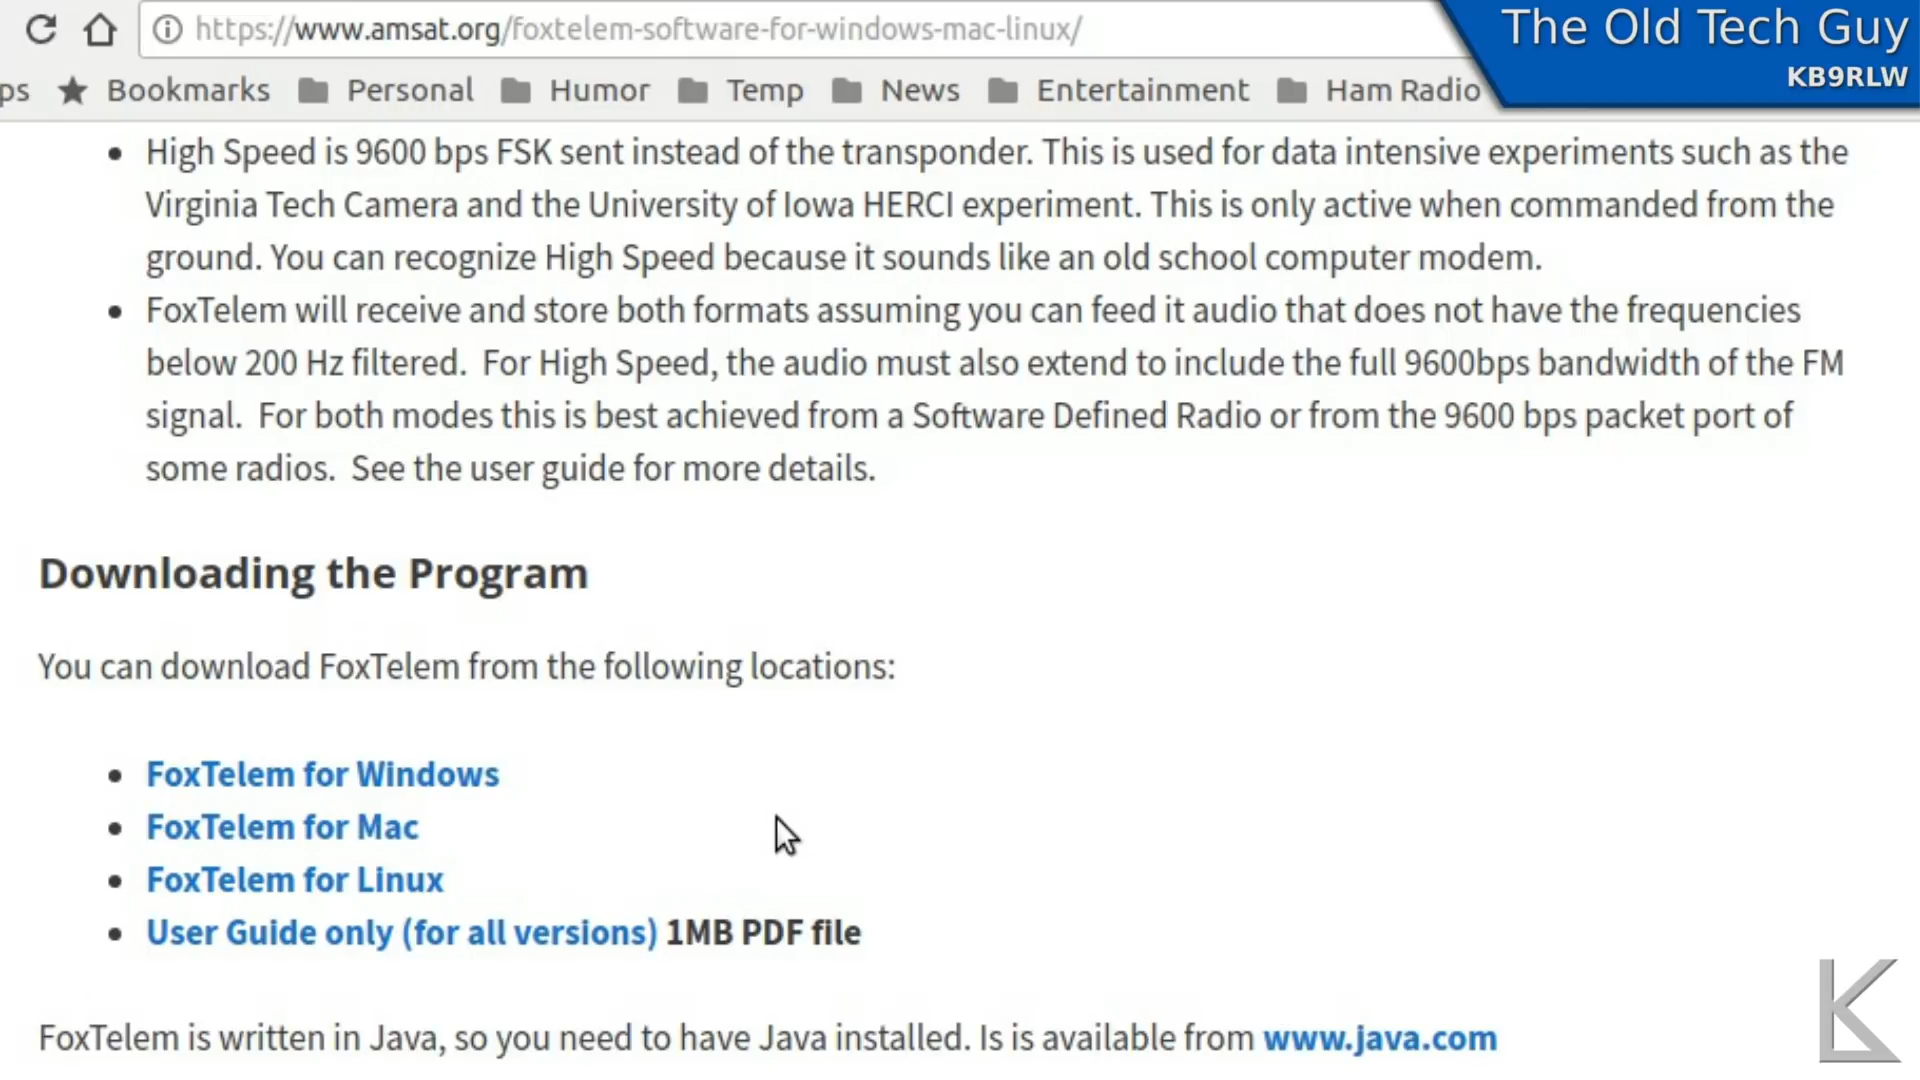 https://www.amsat.org/foxtelem-software-for-windows-mac-linux/
The Old Tech Guy
KB9RLW
ps Bookmarks Personal Humor Temp News Entertainment Ham Radio
• High Speed is 9600 bps FSK sent instead of the transponder. This is used for data intensive experiments such as the
Virginia Tech Camera and the University of Iowa HERCI experiment. This is only active when commanded from the
ground. You can recognize High Speed because it sounds like an old school computer modem.
• FoxTelem will receive and store both formats assuming you can feed it audio that does not have the frequencies
below 200 Hz filtered.  For High Speed, the audio must also extend to include the full 9600bps bandwidth of the FM
signal.  For both modes this is best achieved from a Software Defined Radio or from the 9600 bps packet port of
some radios.  See the user guide for more details.
Downloading the Program
You can download FoxTelem from the following locations:
• FoxTelem for Windows
• FoxTelem for Mac
• FoxTelem for Linux
• User Guide only (for all versions) 1MB PDF file
FoxTelem is written in Java, so you need to have Java installed. Is is available from www.java.com
K